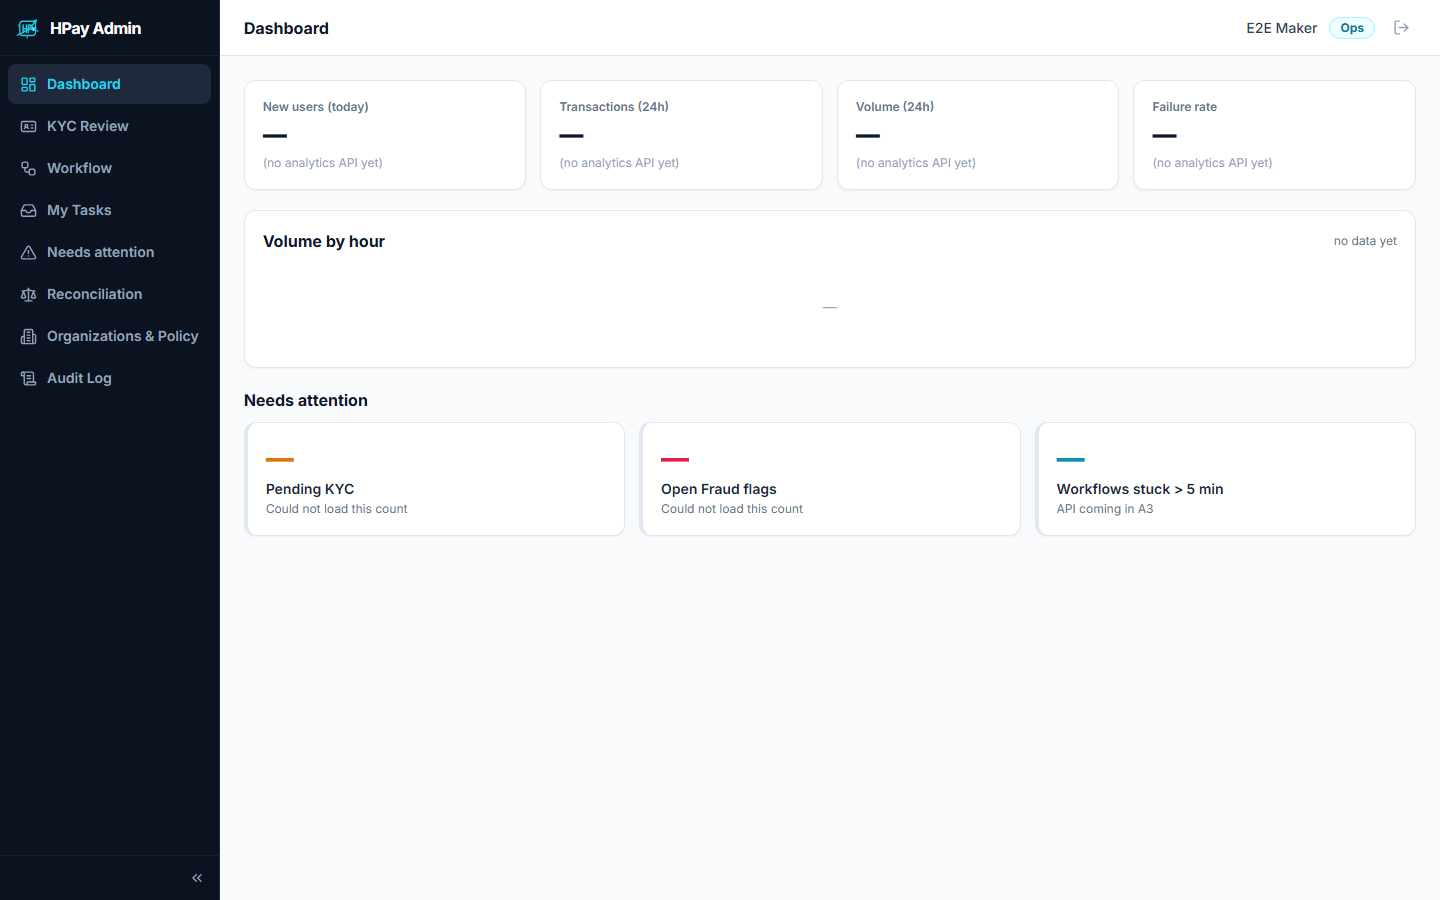 HPay Admin
Dashboard
KYC Review
Workflow
My Tasks
Needs attention
Reconciliation
Organizations & Policy
Audit Log
Dashboard
E2E Maker
Ops
New users (today)
—
(no analytics API yet)
Transactions (24h)
—
(no analytics API yet)
Volume (24h)
—
(no analytics API yet)
Failure rate
—
(no analytics API yet)
Volume by hour
no data yet
—
Needs attention
—
Pending KYC
Could not load this count
—
Open Fraud flags
Could not load this count
—
Workflows stuck > 5 min
API coming in A3